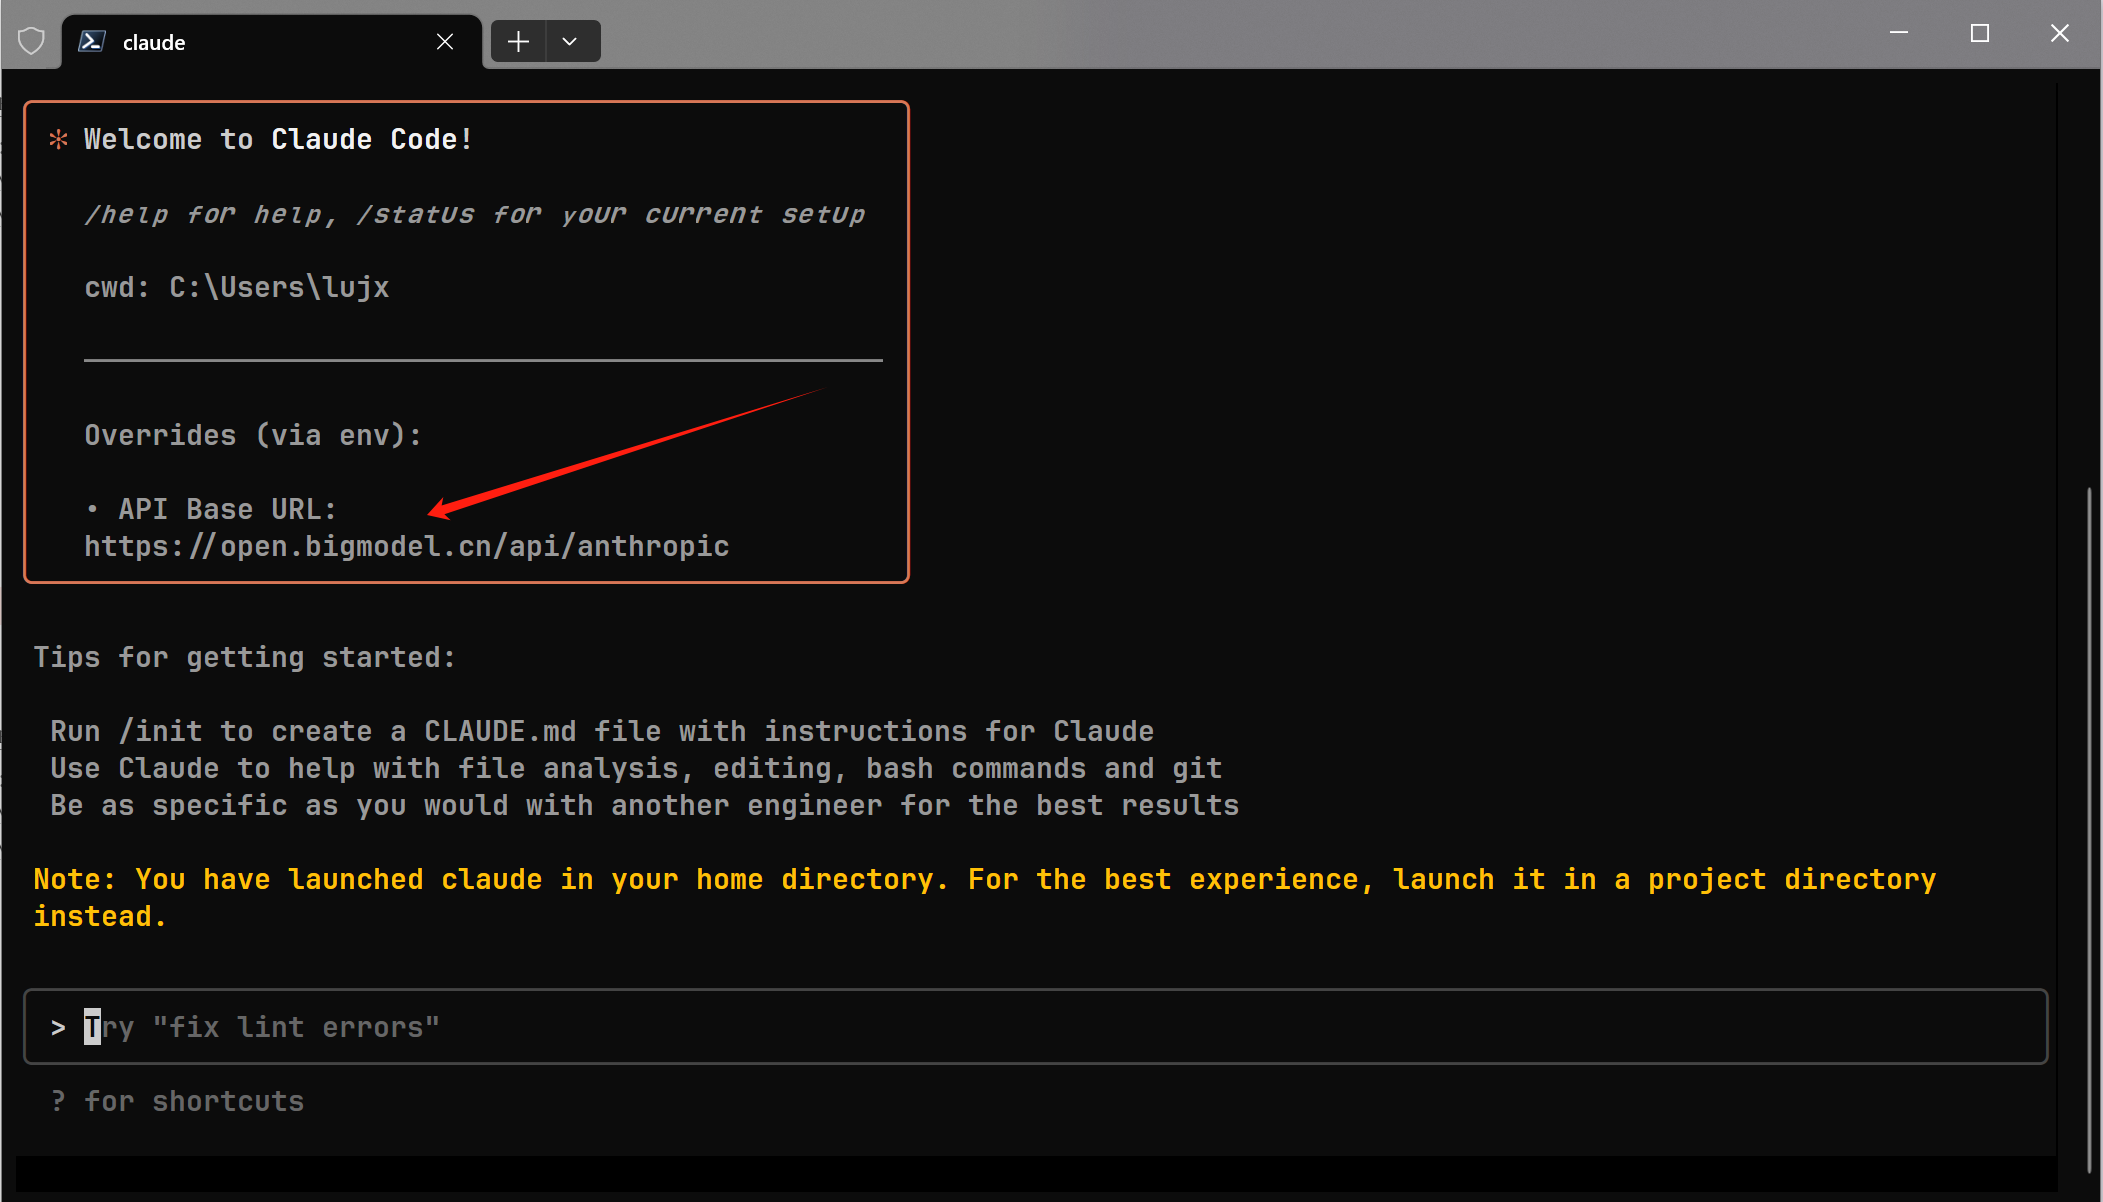 claude
* Welcome to Claude Code!
/help for help, /status for your current setup
cwd: C:\Users\lujx
Overrides (via env):
• API Base URL:
https://open.bigmodel.cn/api/anthropic
Tips for getting started:
Run /init to create a CLAUDE.md file with instructions for Claude
Use Claude to help with file analysis, editing, bash commands and git
Be as specific as you would with another engineer for the best results
Note: You have launched claude in your home directory. For the best experience, launch it in a project directory
instead.
> Try "fix lint errors"
? for shortcuts